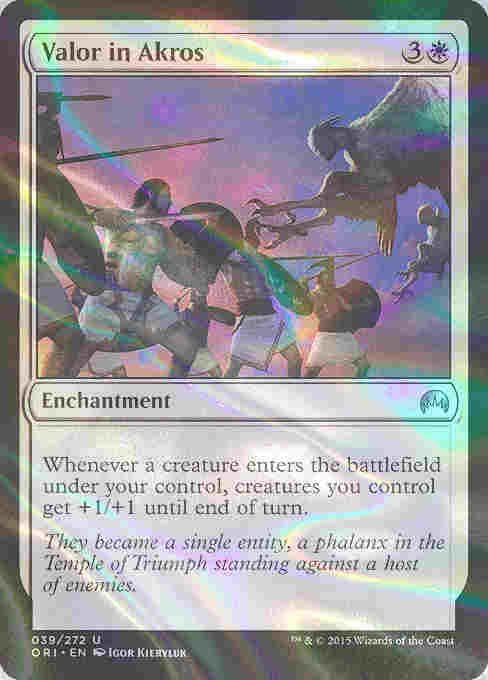 Valor in Akros 3
Enchantment
Whenever a creature enters the battlefield
under your control, creatures you control
get +1/+1 until end of turn.
They became a single entity, a phalanx in the
Temple of Triumph standing against a host
of enemies.
039/272 U
ORI • EN Igor Kieryluk
™ & © 2015 Wizards of the Coast